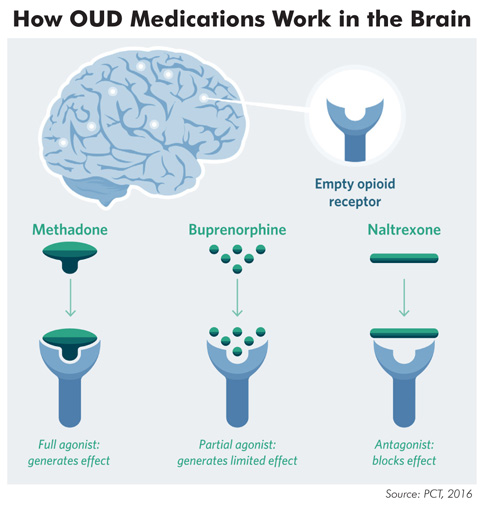 How OUD Medications Work in the Brain
Empty opioid
receptor
Methadone
Buprenorphine
Naltrexone
Full agonist:
generates effect
Partial agonist:
generates limited effect
Antagonist:
blocks effect
Source: PCT, 2016